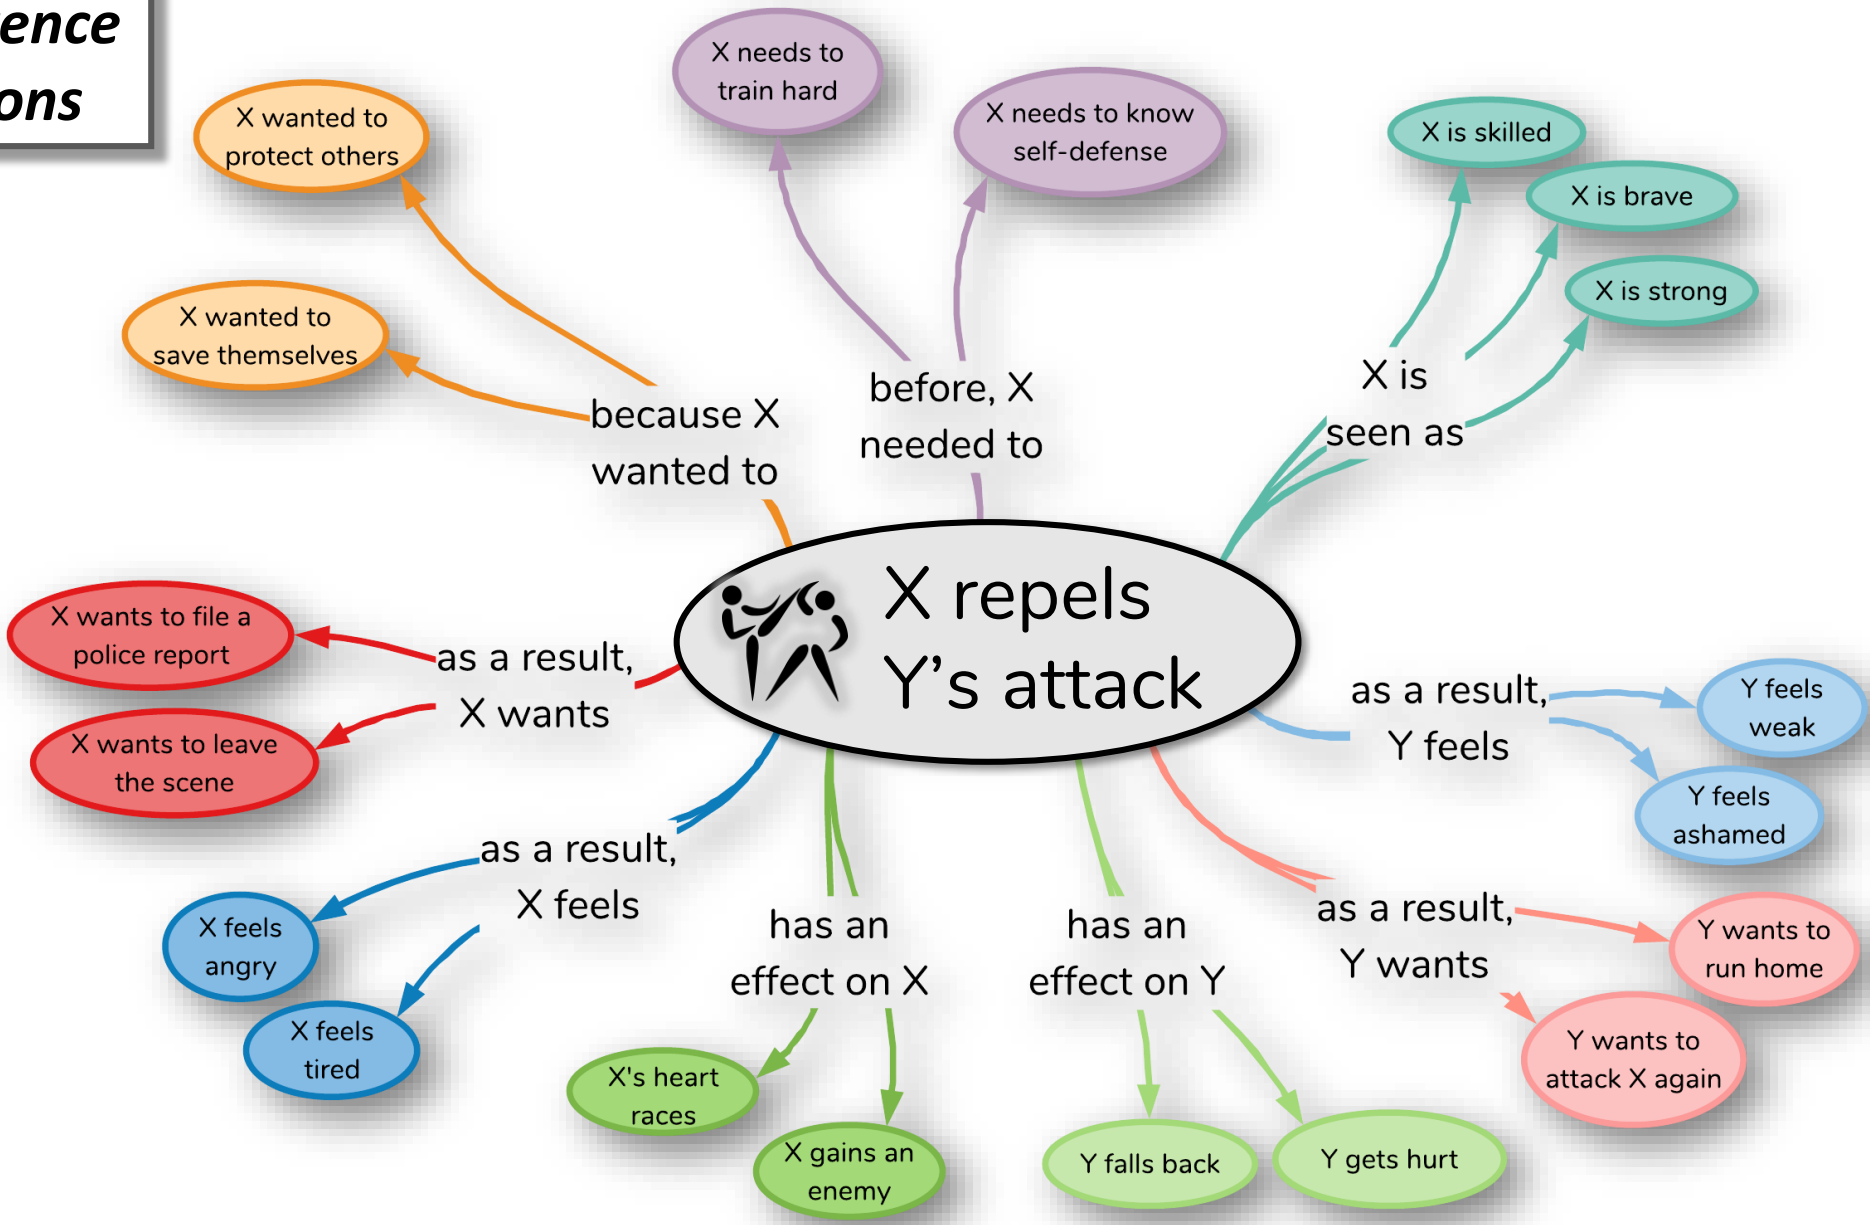 ence
ons
X wanted to
protect others
X wanted to
save themselves
because X
wanted to
X needs to
train hard
X needs to know
self-defense
before, X
needed to
X is skilled
X is brave
X is strong
X is
seen as
X repels
Y’s attack
X wants to file a
police report
X wants to leave
the scene
as a result,
X wants
as a result,
X feels
X feels
angry
X feels
tired
has an
effect on X
X's heart
races
X gains an
enemy
has an
effect on Y
Y falls back
Y gets hurt
as a result,
Y wants
Y wants to
run home
Y wants to
attack X again
as a result,
Y feels
Y feels
weak
Y feels
ashamed